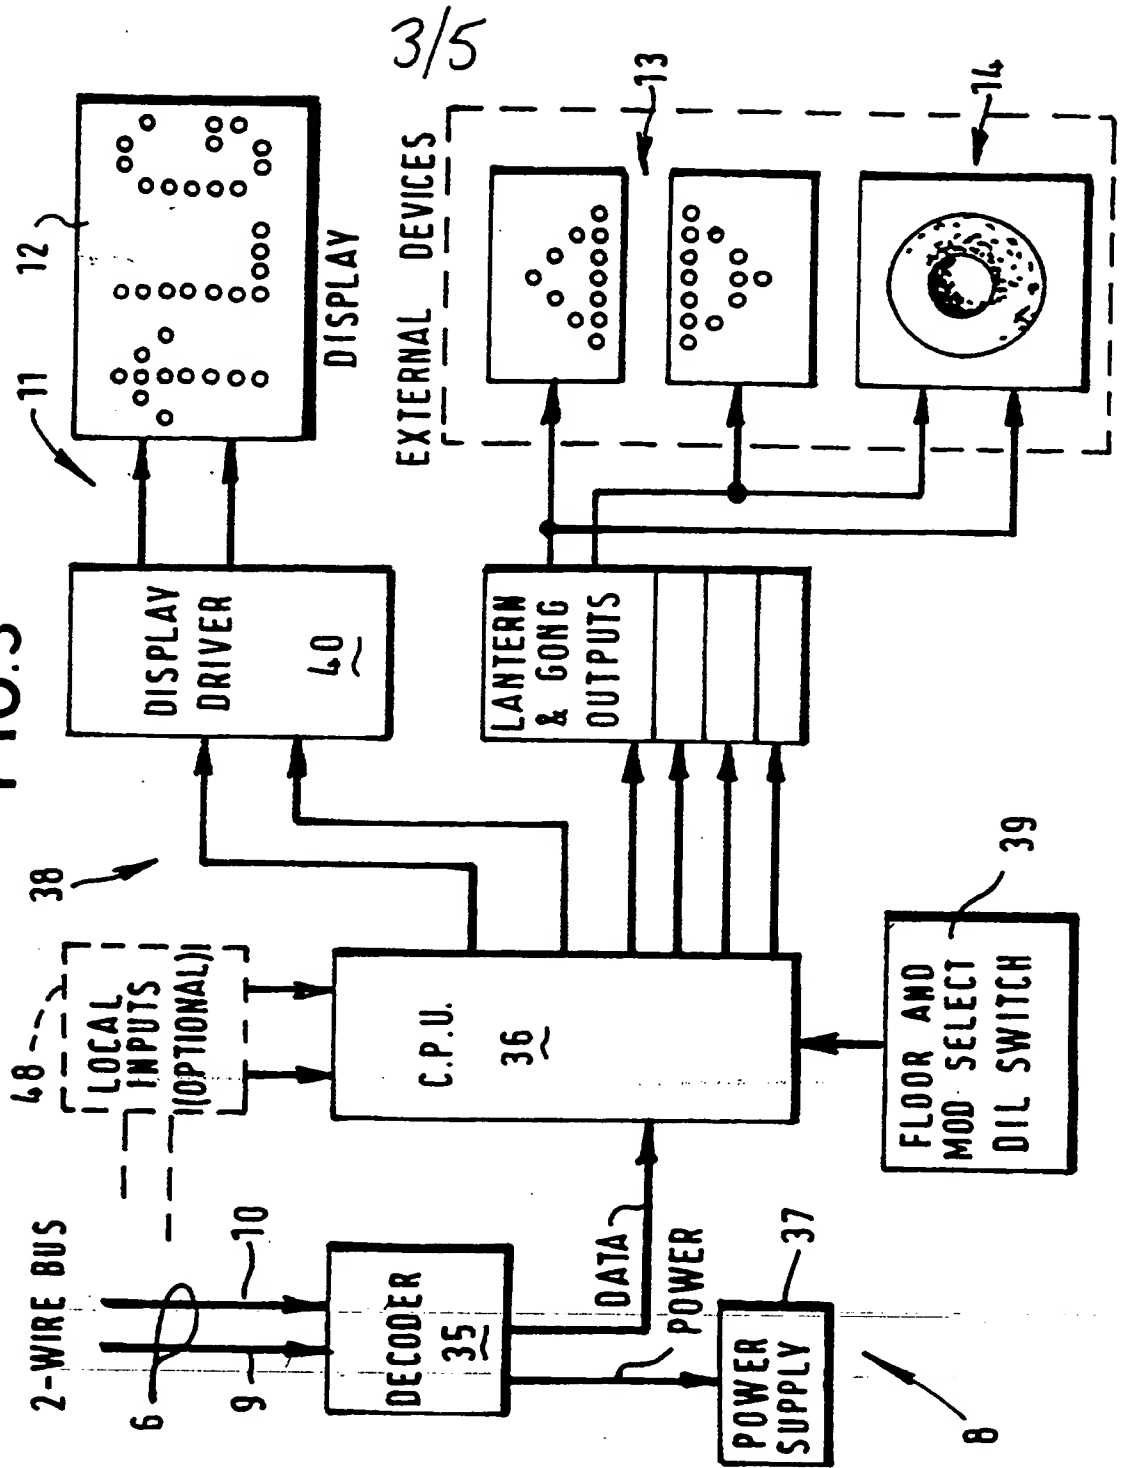 3/5
FIG.3
2-WIRE BUS
6
9
10
DECODER
35
DATA
POWER
POWER
SUPPLY
37
8
48
LOCAL
INPUTS
(OPTIONAL)
C.P.U.
36
FLOOR AND
MOD SELECT
DIL SWITCH
39
38
DISPLAY
DRIVER
40
LANTERN
& GONG
OUTPUTS
11
12
↑LG
DISPLAY
EXTERNAL DEVICES
13
14